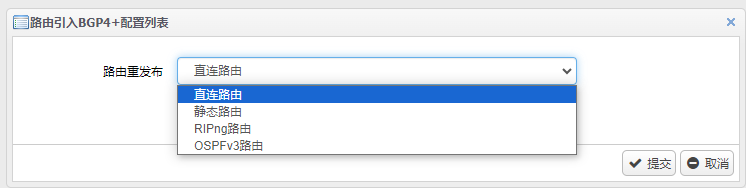 路由引入BGP4+配置列表
路由重发布 直连路由
直连路由
静态路由
RIPng路由
OSPFv3路由
提交 取消